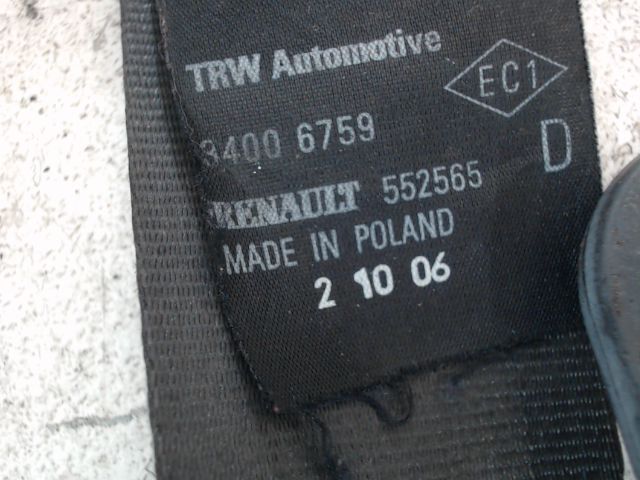 TRW Automotive
EC1
3400 6759
D
RENAULT 552565
MADE IN POLAND
2 10 06